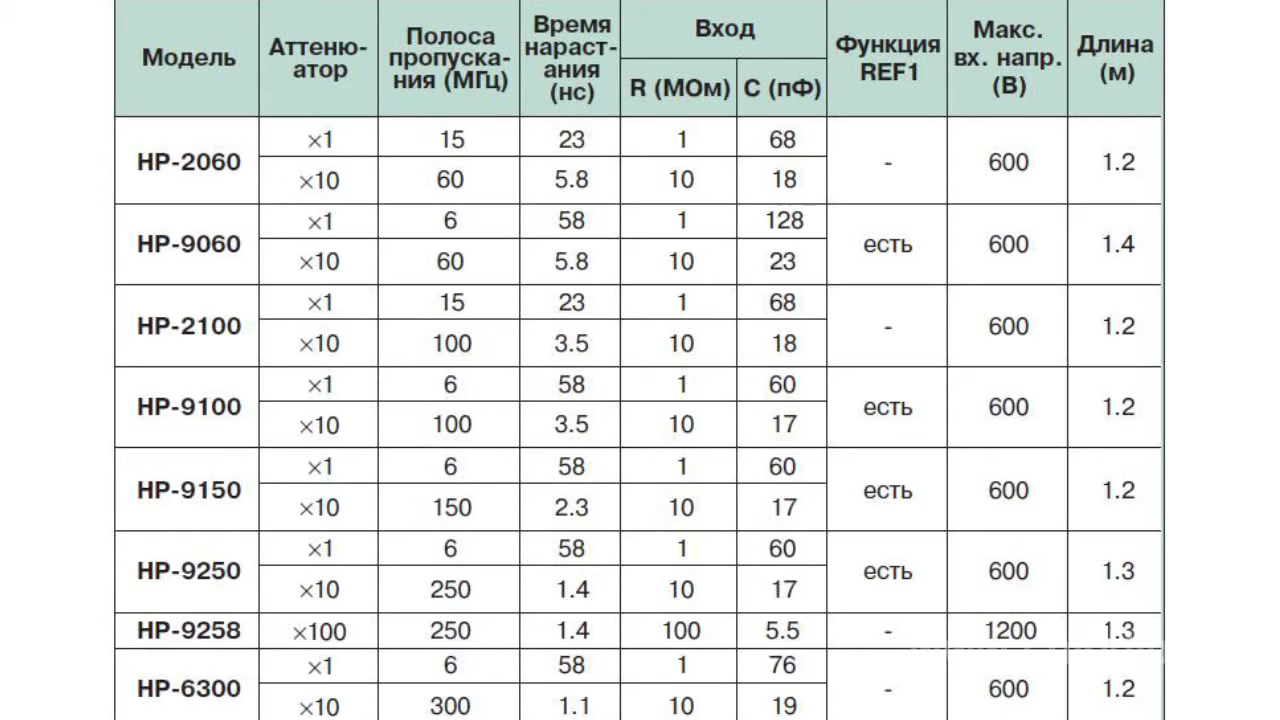 Модель Аттеню-атор Полоса пропуска-ния (МГц) Время нараст-ания (нс) Вход Функция REF1 Макс. вх. напр. (В) Длина (м)
R (МОм) C (пФ)
HP-2060 ×1 15 23 1 68 - 600 1.2
×10 60 5.8 10 18
HP-9060 ×1 6 58 1 128 есть 600 1.4
×10 60 5.8 10 23
HP-2100 ×1 15 23 1 68 - 600 1.2
×10 100 3.5 10 18
HP-9100 ×1 6 58 1 60 есть 600 1.2
×10 100 3.5 10 17
HP-9150 ×1 6 58 1 60 есть 600 1.2
×10 150 2.3 10 17
HP-9250 ×1 6 58 1 60 есть 600 1.3
×10 250 1.4 10 17
HP-9258 ×100 250 1.4 100 5.5 - 1200 1.3
HP-6300 ×1 6 58 1 76 - 600 1.2
×10 300 1.1 10 19